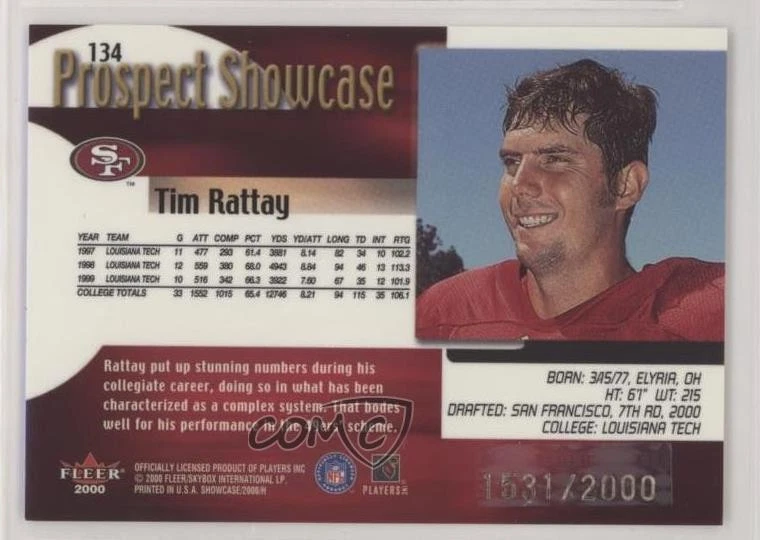 134
Prospect Showcase
SF
TM
Tim Rattay
YEAR TEAM G ATT COMP PCT YDS YD/ATT LONG TD INT RTG
1997 LOUISIANA TECH 11 477 293 61.4 3881 8.14 82 34 10 102.2
1998 LOUISIANA TECH 12 559 380 68.0 4943 8.84 94 46 13 113.3
1999 LOUISIANA TECH 10 516 342 66.3 3922 7.60 67 35 12 101.9
COLLEGE TOTALS 33 1552 1015 65.4 12746 8.21 94 115 35 106.1
Rattay put up stunning numbers during his
collegiate career, doing so in what has been
characterized as a complex system. That bodes
well for his performance in the 49ers' scheme.
BORN: 3/15/77, ELYRIA, OH
HT: 6'1" WT: 215
DRAFTED: SAN FRANCISCO, 7TH RD, 2000
COLLEGE: LOUISIANA TECH
COMC
FLEER
2000
OFFICIALLY LICENSED PRODUCT OF PLAYERS INC
© 2000 FLEER/SKYBOX INTERNATIONAL LP.
PRINTED IN U.S.A. SHOWCASE/2000/H
NFL
PLAYERS INC
1531/2000